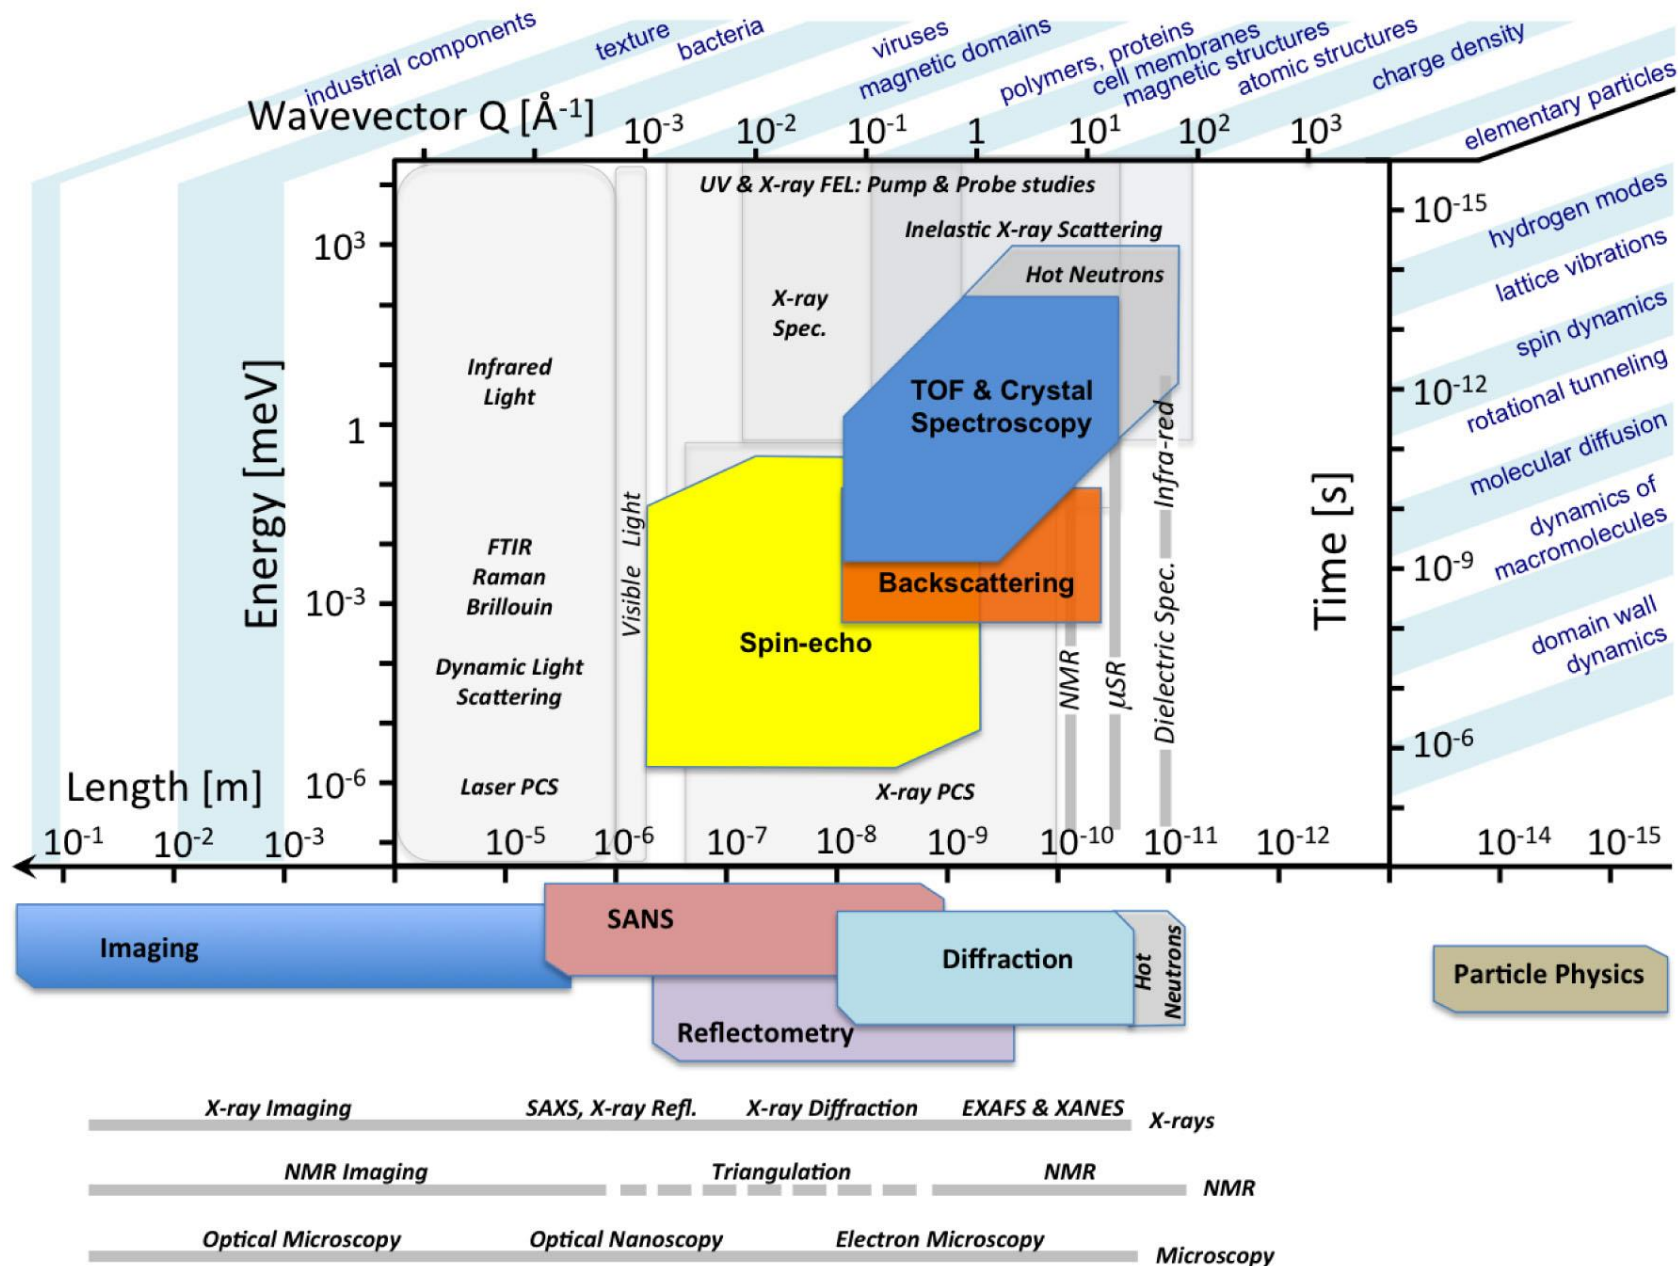 industrial components
texture
bacteria
viruses
magnetic domains
polymers, proteins
cell membranes
magnetic structures
atomic structures
charge density
elementary particles
Wavevector Q [Å⁻¹]
10⁻³ 10⁻² 10⁻¹ 1 10¹ 10² 10³
UV & X-ray FEL: Pump & Probe studies
Inelastic X-ray Scattering
Hot Neutrons
X-ray
Spec.
Infrared
Light
TOF & Crystal
Spectroscopy
FTIR
Raman
Brillouin
Visible Light
Backscattering
Spin-echo
Dynamic Light
Scattering
Laser PCS
X-ray PCS
NMR
µSR
Dielectric Spec. Infra-red
Energy [meV]
10³
1
10⁻³
10⁻⁶
Time [s]
10⁻¹⁵
10⁻¹²
10⁻⁹
10⁻⁶
hydrogen modes
lattice vibrations
spin dynamics
rotational tunneling
molecular diffusion
dynamics of
macromolecules
domain wall
dynamics
Length [m]
10⁻¹ 10⁻² 10⁻³ 10⁻⁵ 10⁻⁶ 10⁻⁷ 10⁻⁸ 10⁻⁹ 10⁻¹⁰ 10⁻¹¹ 10⁻¹² 10⁻¹⁴ 10⁻¹⁵
Imaging
SANS
Diffraction
Hot
Neutrons
Particle Physics
Reflectometry
X-ray Imaging SAXS, X-ray Refl. X-ray Diffraction EXAFS & XANES X-rays
NMR Imaging Triangulation NMR NMR
Optical Microscopy Optical Nanoscopy Electron Microscopy Microscopy